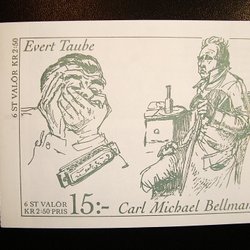 Evert Taube
6 ST VALÖR KR 2·50
6 ST VALÖR
KR 2·50 PRIS
15:-
Carl Michael Bellman